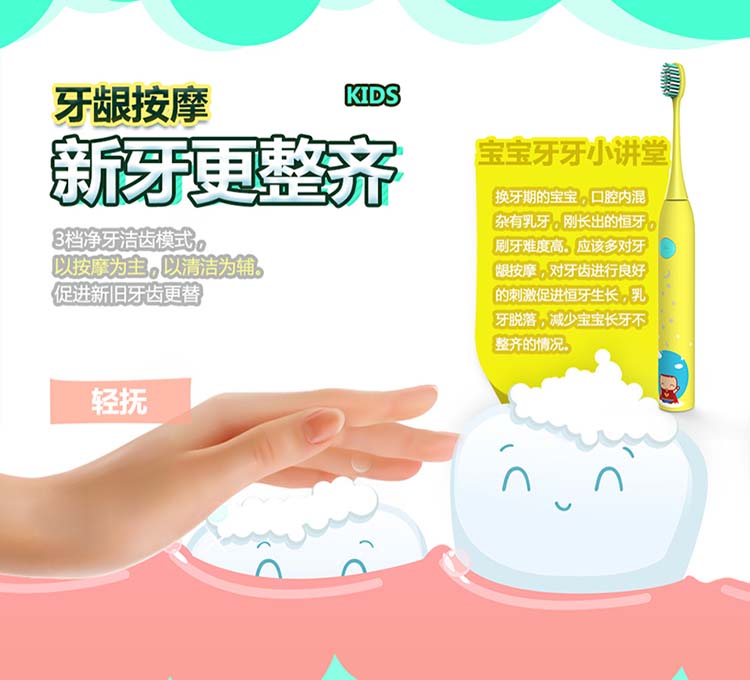 牙龈按摩
KIDS
新牙更整齐
3档净牙洁齿模式，
以按摩为主，以清洁为辅。
促进新旧牙齿更替
轻抚
宝宝牙牙小讲堂
换牙期的宝宝，口腔内混
杂有乳牙，刚长出的恒牙，
刷牙难度高。应该多对牙
龈按摩，对牙齿进行良好
的刺激促进恒牙生长，乳
牙脱落，减少宝宝长牙不
整齐的情况。